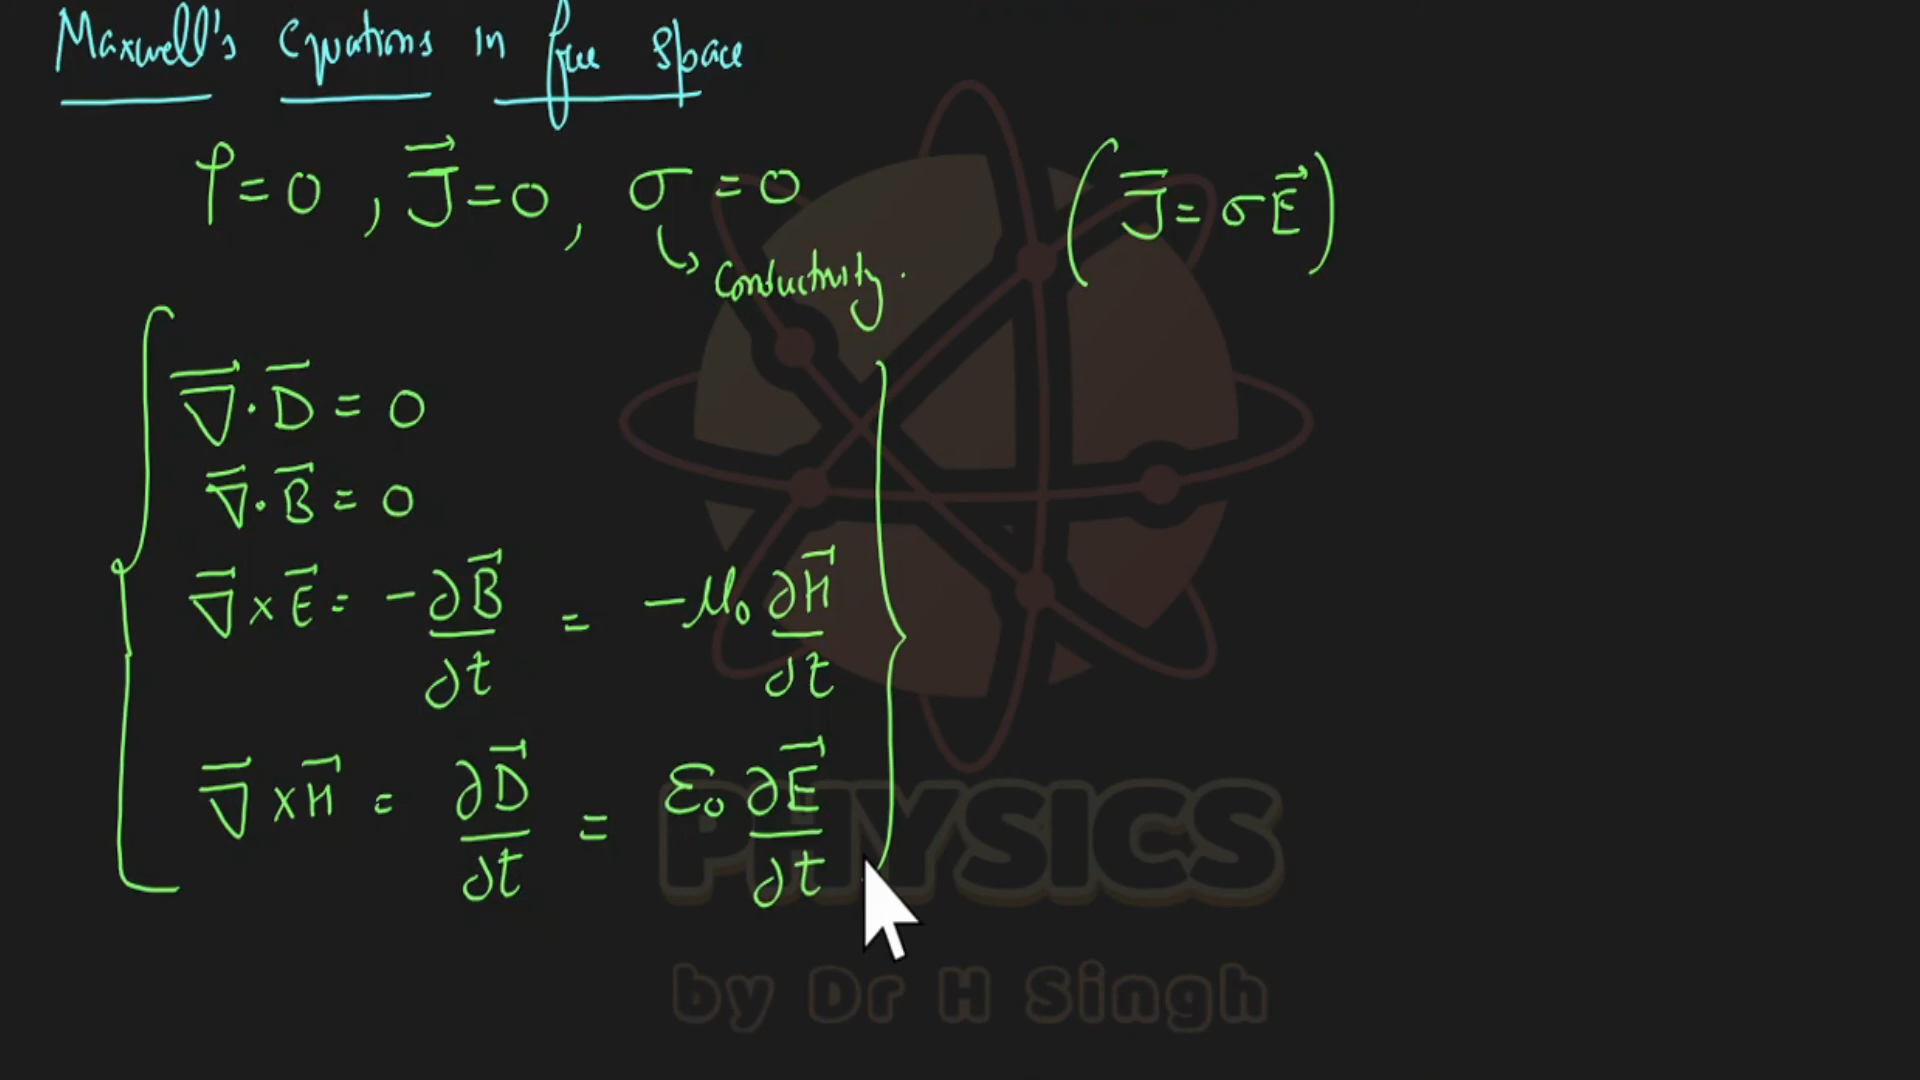 Maxwell's Equations in free space
ρ = 0 , J⃗ = 0 , σ = 0 ( J⃗ = σE⃗ )
↳ Conductivity.
∇⃗ · D⃗ = 0
∇⃗ · B⃗ = 0
∇⃗ × E⃗ = - ∂B⃗/∂t = -μ₀ ∂H⃗/∂t
∇⃗ × H⃗ = ∂D⃗/∂t = ε₀ ∂E⃗/∂t
PHYSICS
by Dr H Singh